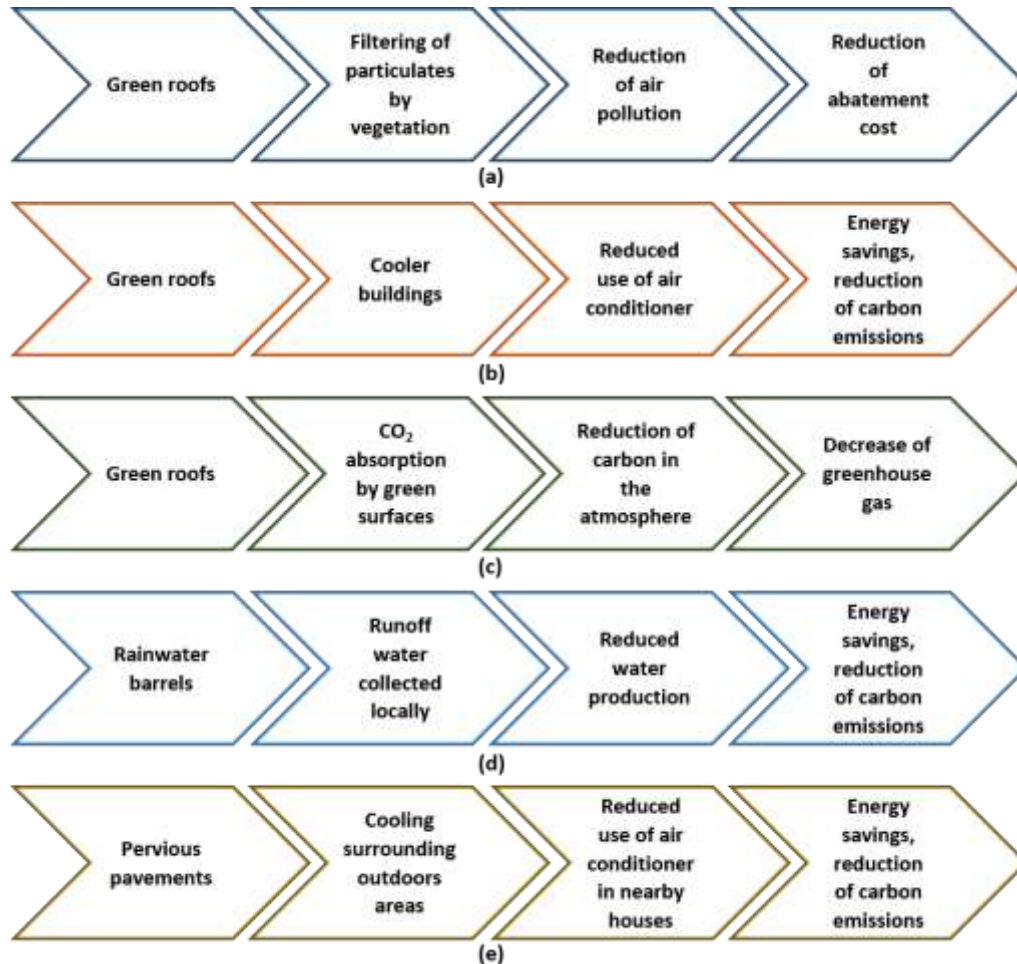 Green roofs
Filtering of
particulates
by
vegetation
Reduction
of air
pollution
Reduction
of
abatement
cost
(a)
Green roofs
Cooler
buildings
Reduced
use of air
conditioner
Energy
savings,
reduction
of carbon
emissions
(b)
Green roofs
CO₂
absorption
by green
surfaces
Reduction of
carbon in
the
atmosphere
Decrease of
greenhouse
gas
(c)
Rainwater
barrels
Runoff
water
collected
locally
Reduced
water
production
Energy
savings,
reduction
of carbon
emissions
(d)
Pervious
pavements
Cooling
surrounding
outdoors
areas
Reduced
use of air
conditioner
in nearby
houses
Energy
savings,
reduction
of carbon
emissions
(e)